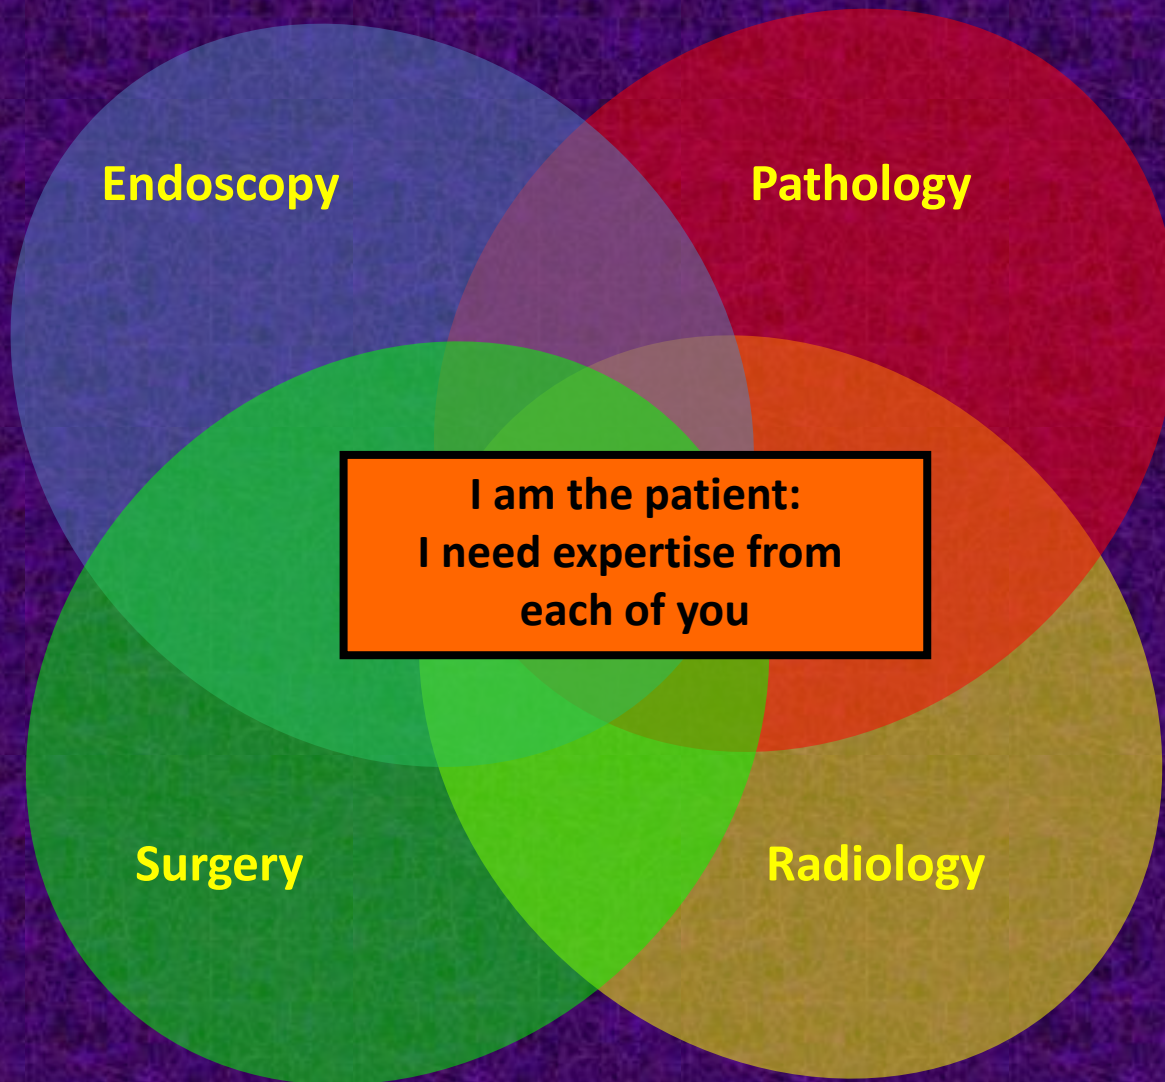 Endoscopy
Pathology
I am the patient:
I need expertise from
each of you
Surgery
Radiology